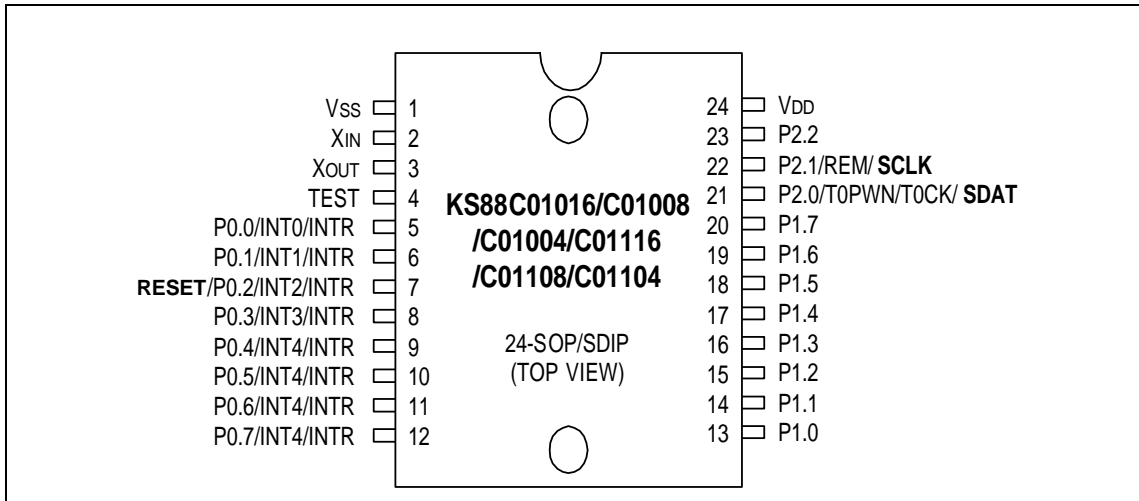 VSS 1
XIN 2
XOUT 3
TEST 4
P0.0/INT0/INTR 5
P0.1/INT1/INTR 6
RESET/P0.2/INT2/INTR 7
P0.3/INT3/INTR 8
P0.4/INT4/INTR 9
P0.5/INT4/INTR 10
P0.6/INT4/INTR 11
P0.7/INT4/INTR 12
KS88C01016/C01008
/C01004/C01116
/C01108/C01104
24-SOP/SDIP
(TOP VIEW)
24 VDD
23 P2.2
22 P2.1/REM/ SCLK
21 P2.0/T0PWN/T0CK/ SDAT
20 P1.7
19 P1.6
18 P1.5
17 P1.4
16 P1.3
15 P1.2
14 P1.1
13 P1.0